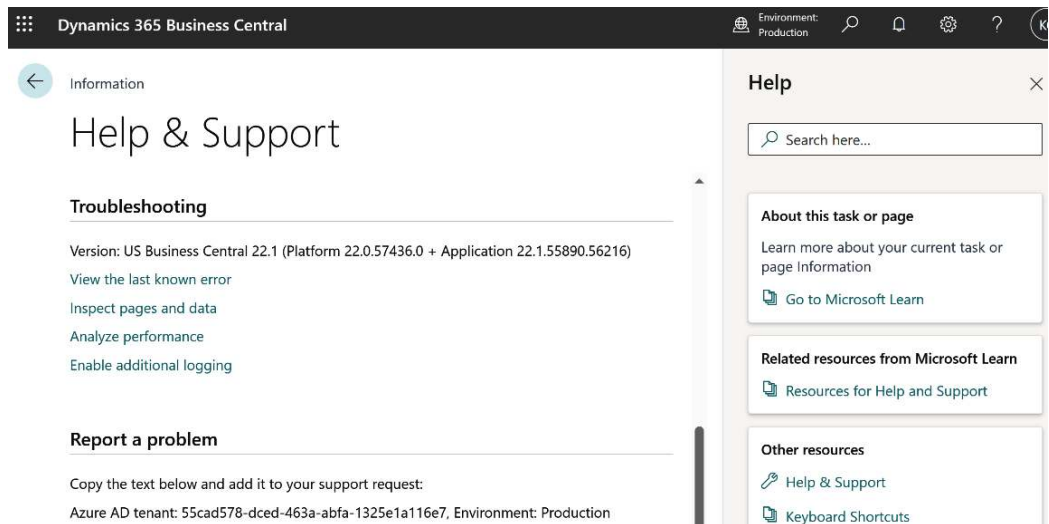 Dynamics 365 Business Central
Environment:
Production
?
Information
Help & Support
Troubleshooting
Version: US Business Central 22.1 (Platform 22.0.57436.0 + Application 22.1.55890.56216)
View the last known error
Inspect pages and data
Analyze performance
Enable additional logging
Report a problem
Copy the text below and add it to your support request:
Azure AD tenant: 55cad578-dced-463a-abfa-1325e1a116e7, Environment: Production
Help
Search here...
About this task or page
Learn more about your current task or
page Information
Go to Microsoft Learn
Related resources from Microsoft Learn
Resources for Help and Support
Other resources
Help & Support
Keyboard Shortcuts